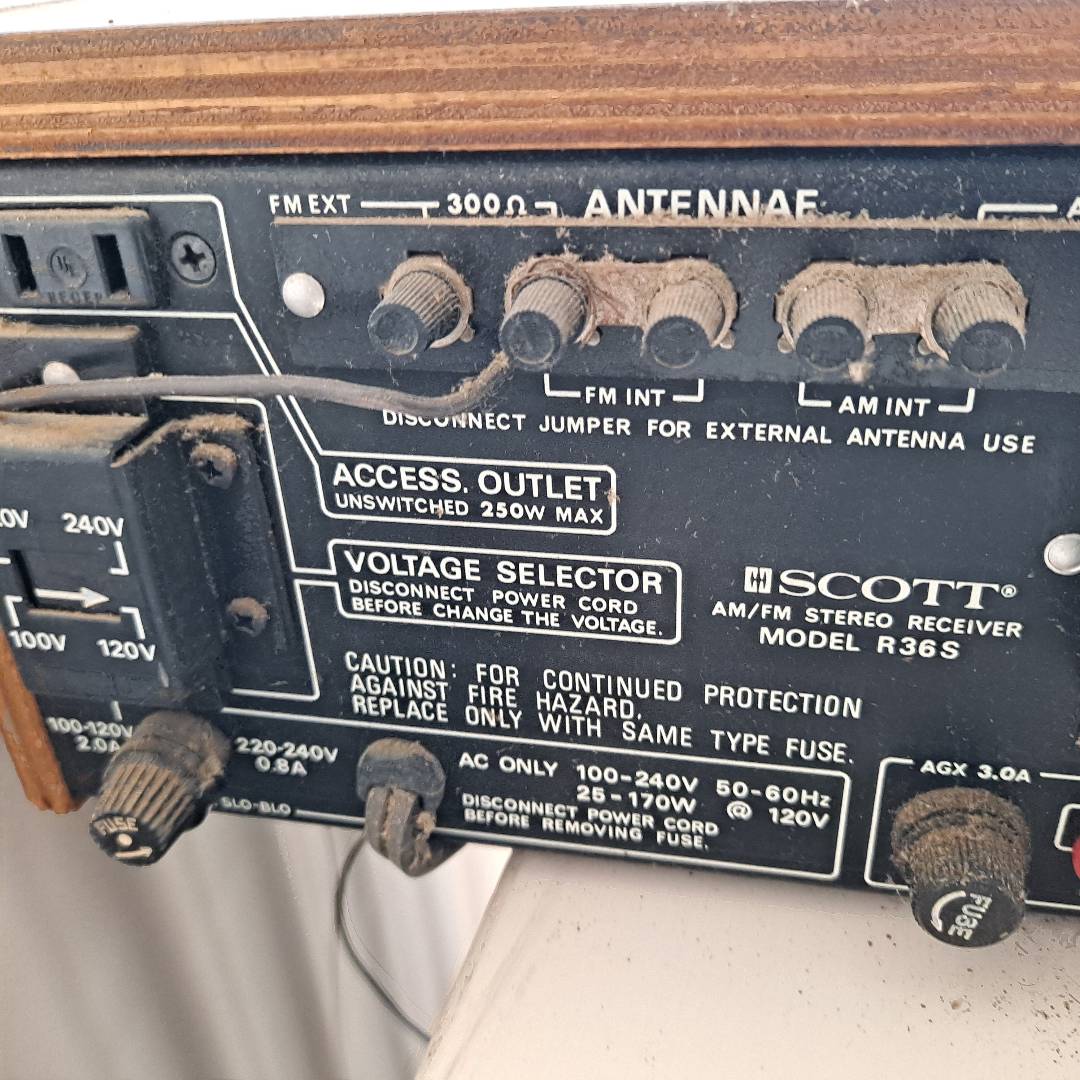 FM EXT 300Ω ANTENNAE
FM INT
AM INT
DISCONNECT JUMPER FOR EXTERNAL ANTENNA USE
ACCESS. OUTLET
UNSWITCHED 250W MAX
240V
100V 120V
VOLTAGE SELECTOR
DISCONNECT POWER CORD
BEFORE CHANGE THE VOLTAGE.
SCOTT®
AM/FM STEREO RECEIVER
MODEL R36S
CAUTION: FOR CONTINUED PROTECTION
AGAINST FIRE HAZARD,
REPLACE ONLY WITH SAME TYPE FUSE.
100-120V
2.0A
220-240V
0.8A
SLO-BLO
FUSE
AC ONLY 100-240V 50-60Hz
25-170W @ 120V
DISCONNECT POWER CORD
BEFORE REMOVING FUSE.
AGX 3.0A
FUSE